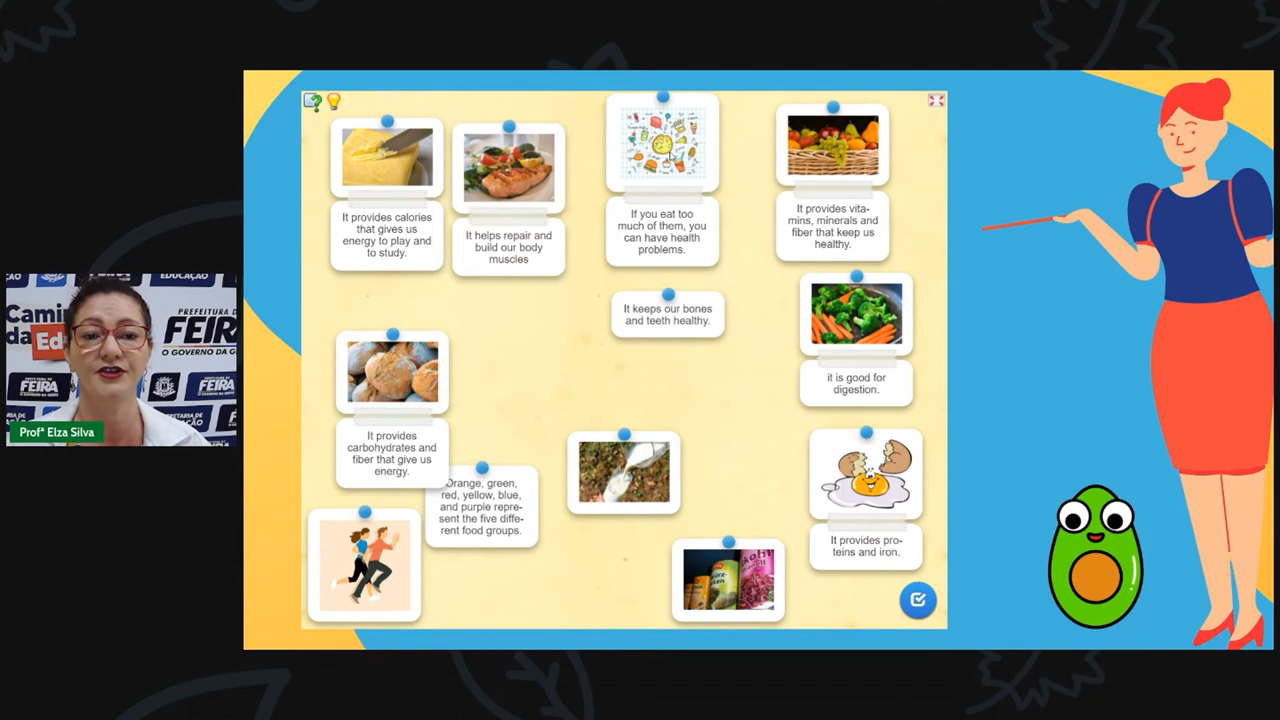 It provides calories
that gives us
energy to play and
to study.
It helps repair and
build our body
muscles
If you eat too
much of them, you
can have health
problems.
It provides vita-
mins, minerals and
fiber that keep us
healthy.
It keeps our bones
and teeth healthy.
it is good for
digestion.
It provides
carbohydrates and
fiber that give us
energy.
Orange, green,
red, yellow, blue,
and purple repre-
sent the five diffe-
rent food groups.
It provides pro-
teins and iron.
EDUCAÇÃO
PREFEITURA D
FEIRA
O GOVERNO DA G
Camin
da Ed
FEIRA
FEIRA
Profª Elza Silva